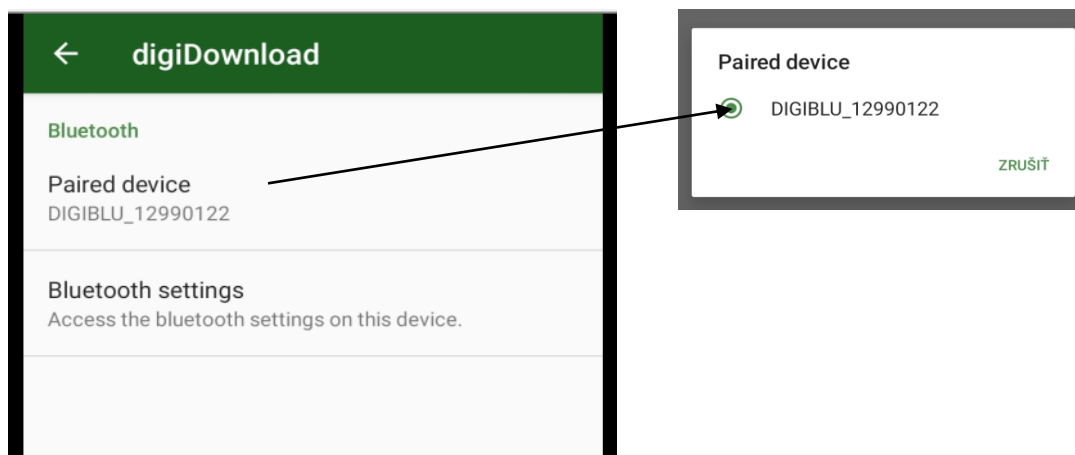 digiDownload
Bluetooth
Paired device
DIGIBLU_12990122
Bluetooth settings
Access the bluetooth settings on this device.
Paired device
DIGIBLU_12990122
ZRUŠIŤ